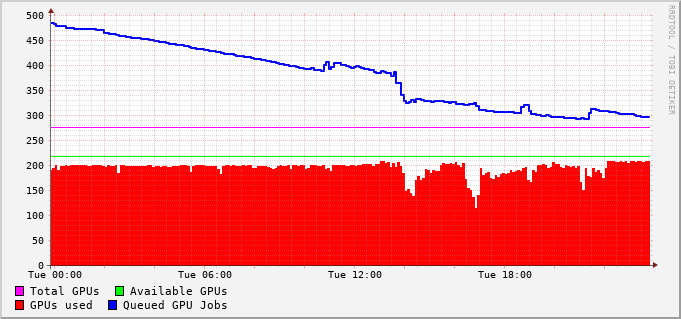 500
450
400
350
300
250
200
150
100
50
0
Tue 00:00 Tue 06:00 Tue 12:00 Tue 18:00
Total GPUs Available GPUs
GPUs used Queued GPU Jobs
RRDTOOL / TOBI OETIKER